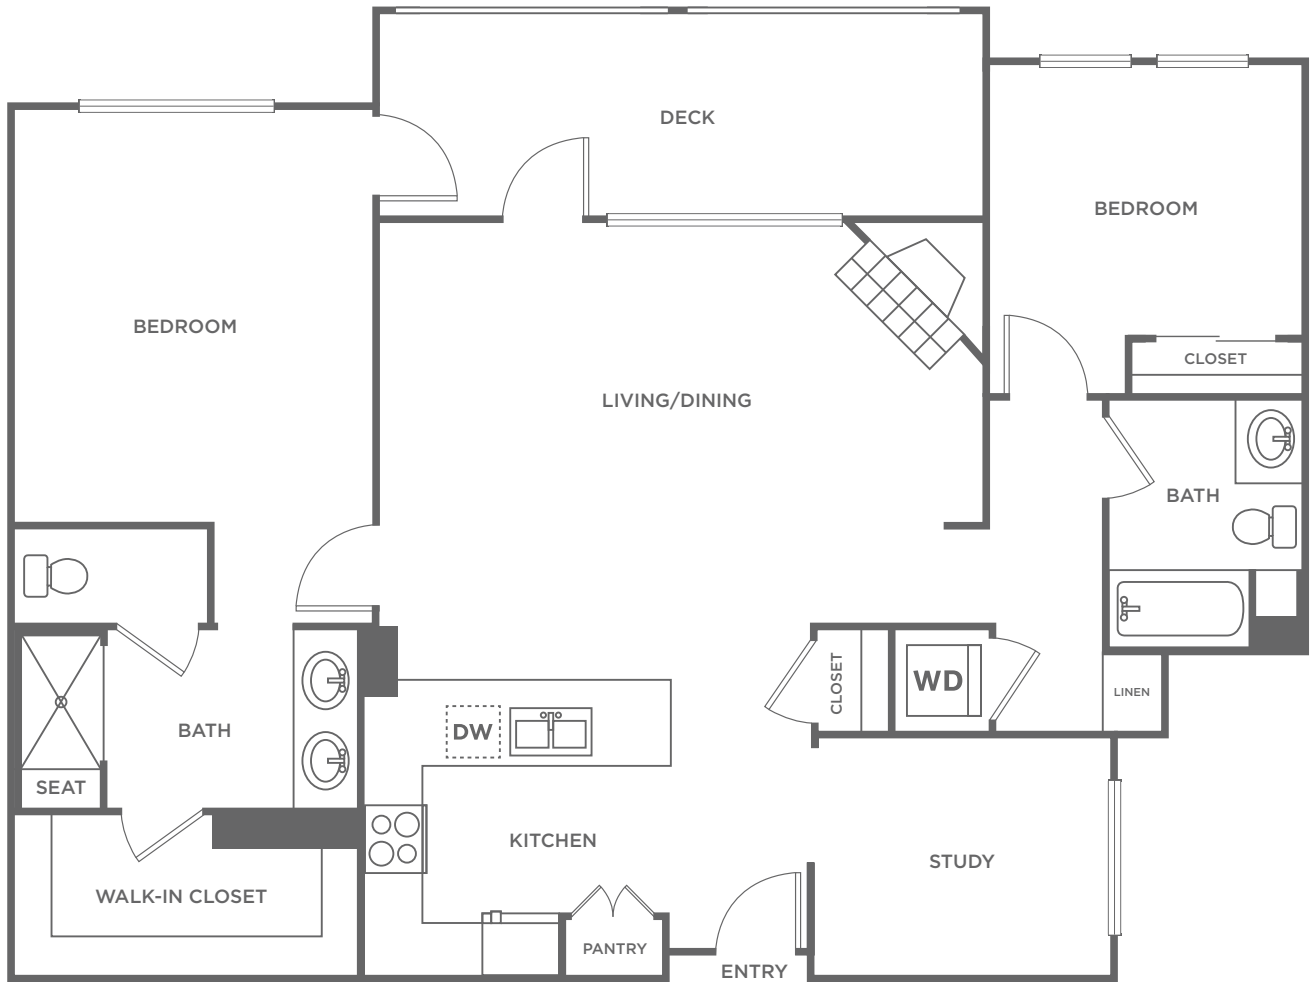 DECK
BEDROOM
BEDROOM
CLOSET
LIVING/DINING
BATH
CLOSET
WD
LINEN
DW
BATH
SEAT
KITCHEN
STUDY
WALK-IN CLOSET
PANTRY
ENTRY